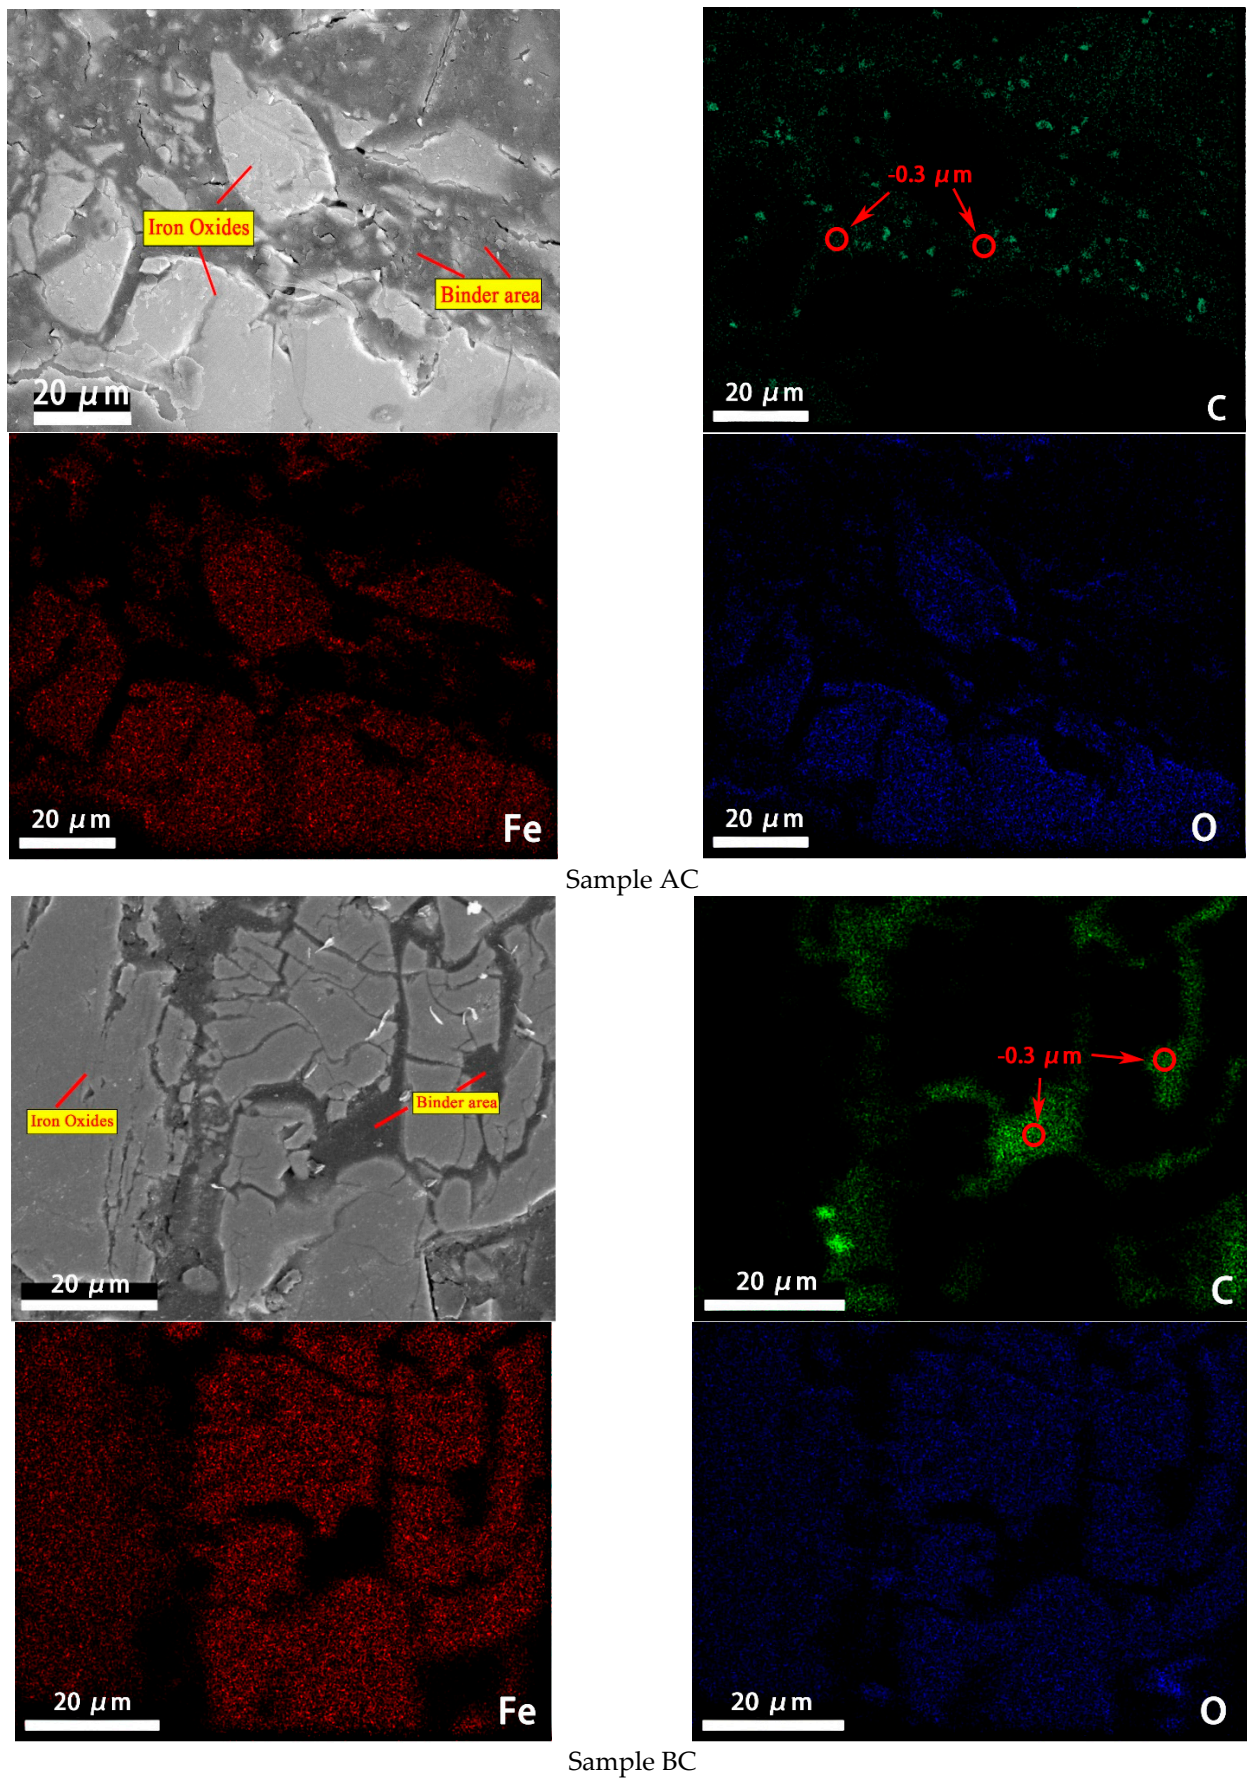 Iron Oxides
Binder area
20 μm
-0.3 μm
20 μm
C
20 μm
Fe
20 μm
O
Sample AC
Iron Oxides
Binder area
20 μm
-0.3 μm
20 μm
C
20 μm
Fe
20 μm
O
Sample BC